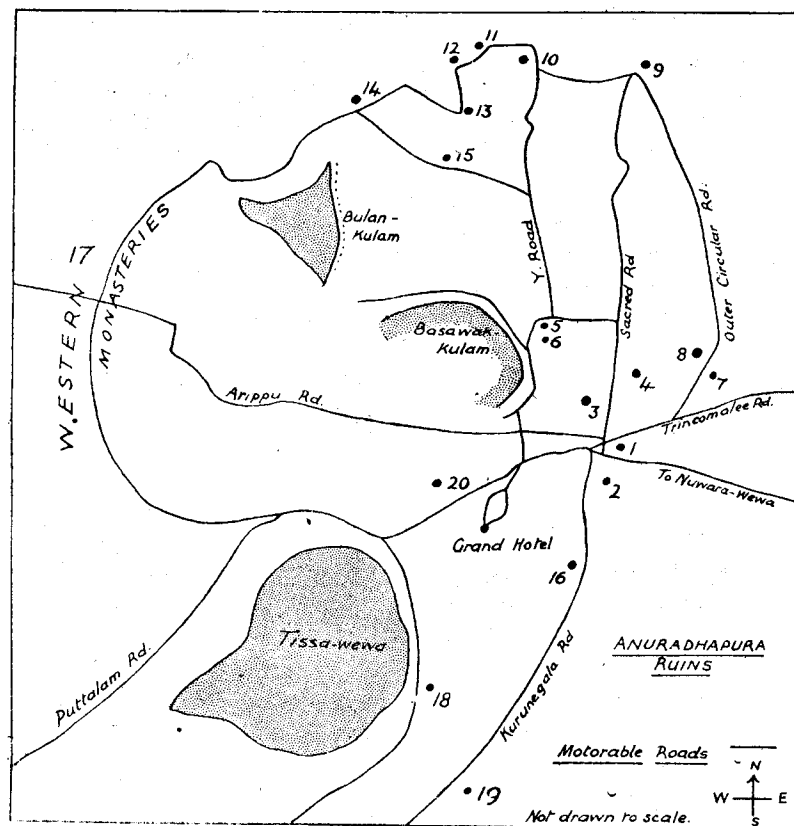 11
12
10
9
14
13
15
Bulan-
Kulam
17
WESTERN
MONASTERIES
Y. Road
Sacred Rd
Outer Circular Rd.
5
6
Basawak-
Kulam
8
7
4
3
Arippu Rd.
Trincomalee Rd.
1
To Nuwara-wewa
2
20
Grand Hotel
16
Tissa-wewa
ANURADHAPURA
RUINS
Puttalam Rd.
18
Kurunegala Rd
Motorable Roads
N
W E
S
19
Not drawn to scale.